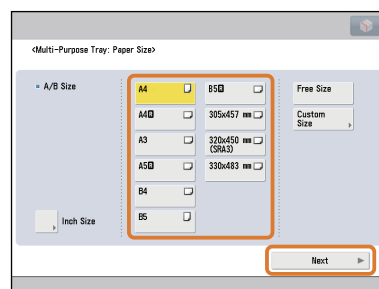 <Multi-Purpose Tray: Paper Size>
A/B Size
A4
A4R
A3
A5R
B4
B5
B5R
305x457 mm
320x450 mm
(SRA3)
330x483 mm
Free Size
Custom
Size
Inch Size
Next